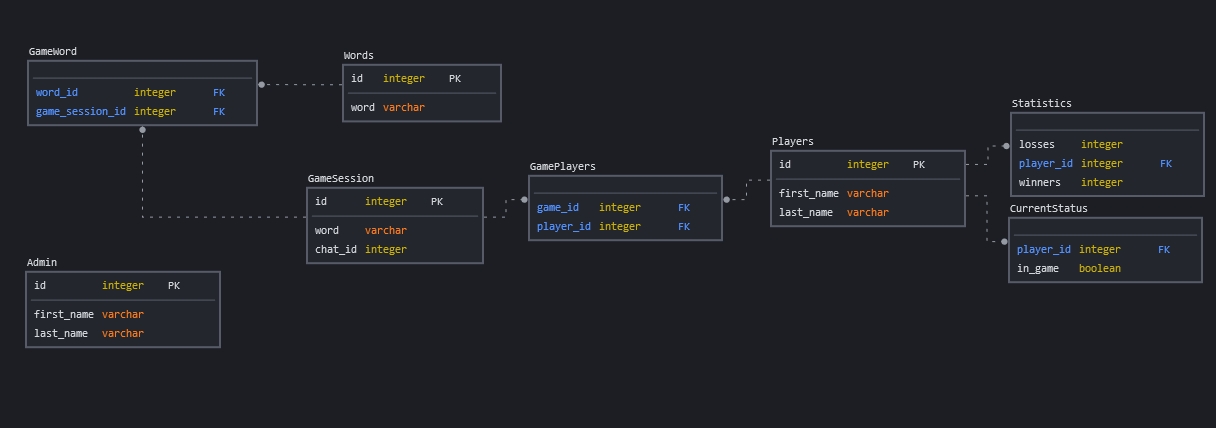 GameWord
word_id integer FK
game_session_id integer FK
Words
id integer PK
word varchar
GameSession
id integer PK
word varchar
chat_id integer
GamePlayers
game_id integer FK
player_id integer FK
Players
id integer PK
first_name varchar
last_name varchar
Statistics
losses integer
player_id integer FK
winners integer
CurrentStatus
player_id integer FK
in_game boolean
Admin
id integer PK
first_name varchar
last_name varchar